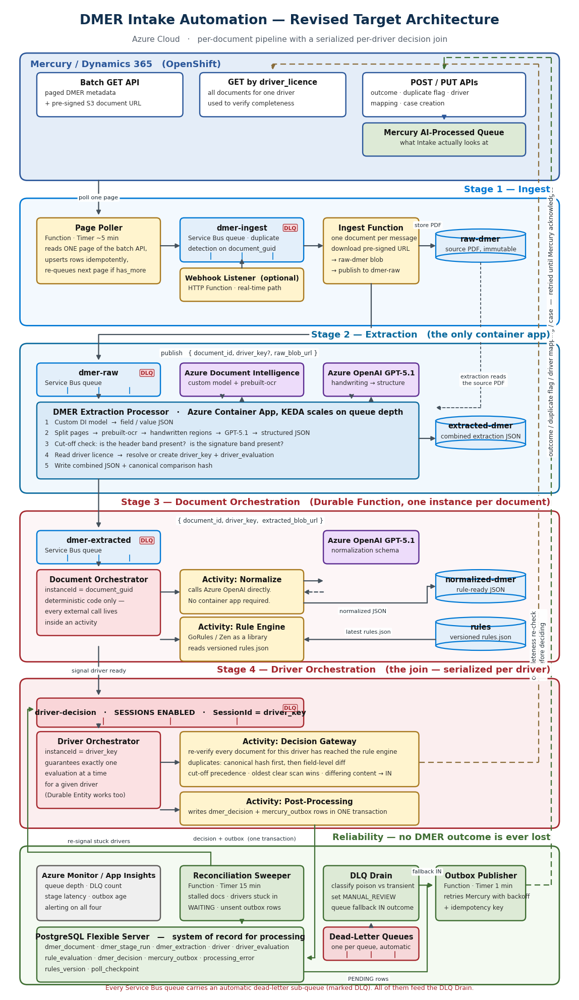 DMER Intake Automation — Revised Target Architecture
Azure Cloud · per-document pipeline with a serialized per-driver decision join
Mercury / Dynamics 365 (OpenShift)
Batch GET API
paged DMER metadata
+ pre-signed S3 document URL
GET by driver_licence
all documents for one driver
used to verify completeness
POST / PUT APIs
outcome · duplicate flag · driver
mapping · case creation
Mercury AI-Processed Queue
what Intake actually looks at
Stage 1 — Ingest
poll one page
Page Poller
Function · Timer ~5 min
reads ONE page of the batch API,
upserts rows idempotently,
re-queues next page if has_more
dmer-ingest
DLQ
Service Bus queue · duplicate
detection on document_guid
Webhook Listener (optional)
HTTP Function · real-time path
Ingest Function
one document per message
download pre-signed URL
→ raw-dmer blob
→ publish to dmer-raw
store PDF
raw-dmer
source PDF, immutable
outcome / duplicate flag / driver mapping / case — retried until Mercury
Stage 2 — Extraction (the only container app)
publish { document_id, driver_key?, raw_blob_url }
dmer-raw
DLQ
Service Bus queue
Azure Document Intelligence
custom model + prebuilt-ocr
Azure OpenAI GPT-5.1
handwriting → structure
extraction reads
the source PDF
DMER Extraction Processor · Azure Container App, KEDA scales on queue depth
1 Custom DI model → field / value JSON
2 Split pages → prebuilt-ocr → handwritten regions → GPT-5.1 → structured JSON
3 Cut-off check: is the header band present? is the signature band present?
4 Read driver licence → resolve or create driver_key + driver_evaluation
5 Write combined JSON + canonical comparison hash
extracted-dmer
combined extraction JSON
Stage 3 — Document Orchestration (Durable Function, one instance per document)
{ document_id, driver_key, extracted_blob_url }
dmer-extracted
DLQ
Service Bus queue
Azure OpenAI GPT-5.1
normalization schema
Document Orchestrator
instanceId = document_guid
deterministic code only —
every external call lives
inside an activity
Activity: Normalize
calls Azure OpenAI directly.
No container app required.
normalized-dmer
rule-ready JSON
normalized JSON
Activity: Rule Engine
GoRules / Zen as a library
reads versioned rules.json
latest rules.json
rules
versioned rules.json
re-check
before deciding
signal driver ready
Stage 4 — Driver Orchestration (the join — serialized per driver)
driver-decision · SESSIONS ENABLED · SessionId = driver_key
DLQ
Driver Orchestrator
instanceId = driver_key
guarantees exactly one
evaluation at a time
for a given driver
(Durable Entity works too)
Activity: Decision Gateway
re-verify every document for this driver has reached the rule engine
duplicates: canonical hash first, then field-level diff
cut-off precedence · oldest clear scan wins · differing content → IN
Activity: Post-Processing
writes dmer_decision + mercury_outbox rows in ONE transaction
Reliability — no DMER outcome is ever lost
re-signal stuck drivers
decision + outbox (one transaction)
Azure Monitor / App Insights
queue depth · DLQ count
stage latency · outbox age
alerting on all four
Reconciliation Sweeper
Function · Timer 15 min
stalled docs · drivers stuck in
WAITING · unsent outbox rows
DLQ Drain
classify poison vs transient
set MANUAL_REVIEW
queue fallback IN outcome
fallback IN
Outbox Publisher
Function · Timer 1 min
retries Mercury with backoff
+ idempotency key
PostgreSQL Flexible Server — system of record for processing
dmer_document · dmer_stage_run · dmer_extraction · driver · driver_evaluation
rule_evaluation · dmer_decision · mercury_outbox · processing_error
rules_version · poll_checkpoint
Dead-Letter Queues
one per queue, automatic
PENDING rows
Every Service Bus queue carries an automatic dead-letter sub-queue (marked DLQ). All of them feed the DLQ Drain.